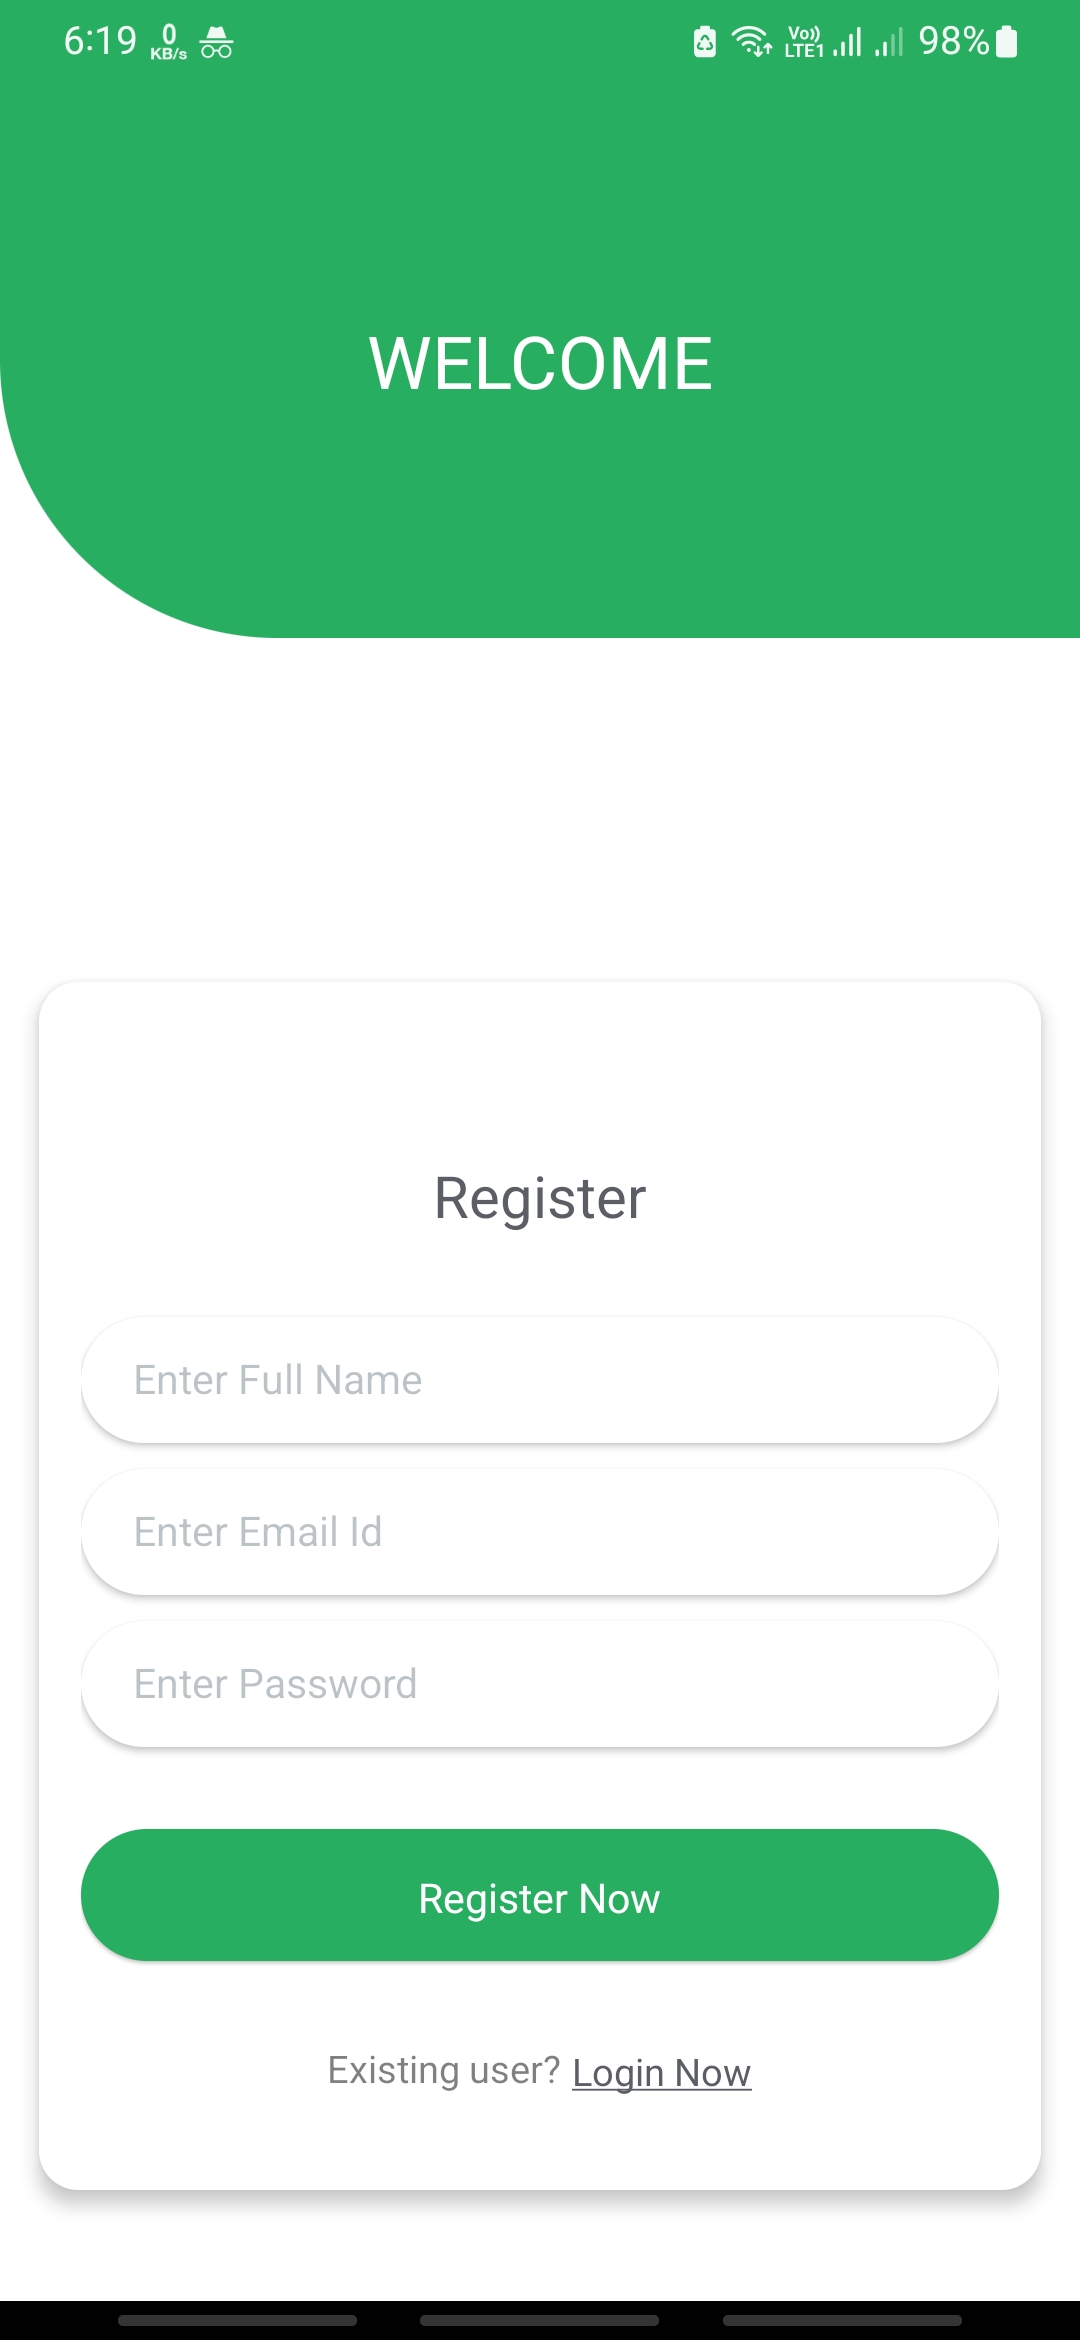 6:19 0 KB/s Vo)) LTE1 98%
WELCOME
Register
Enter Full Name
Enter Email Id
Enter Password
Register Now
Existing user? Login Now